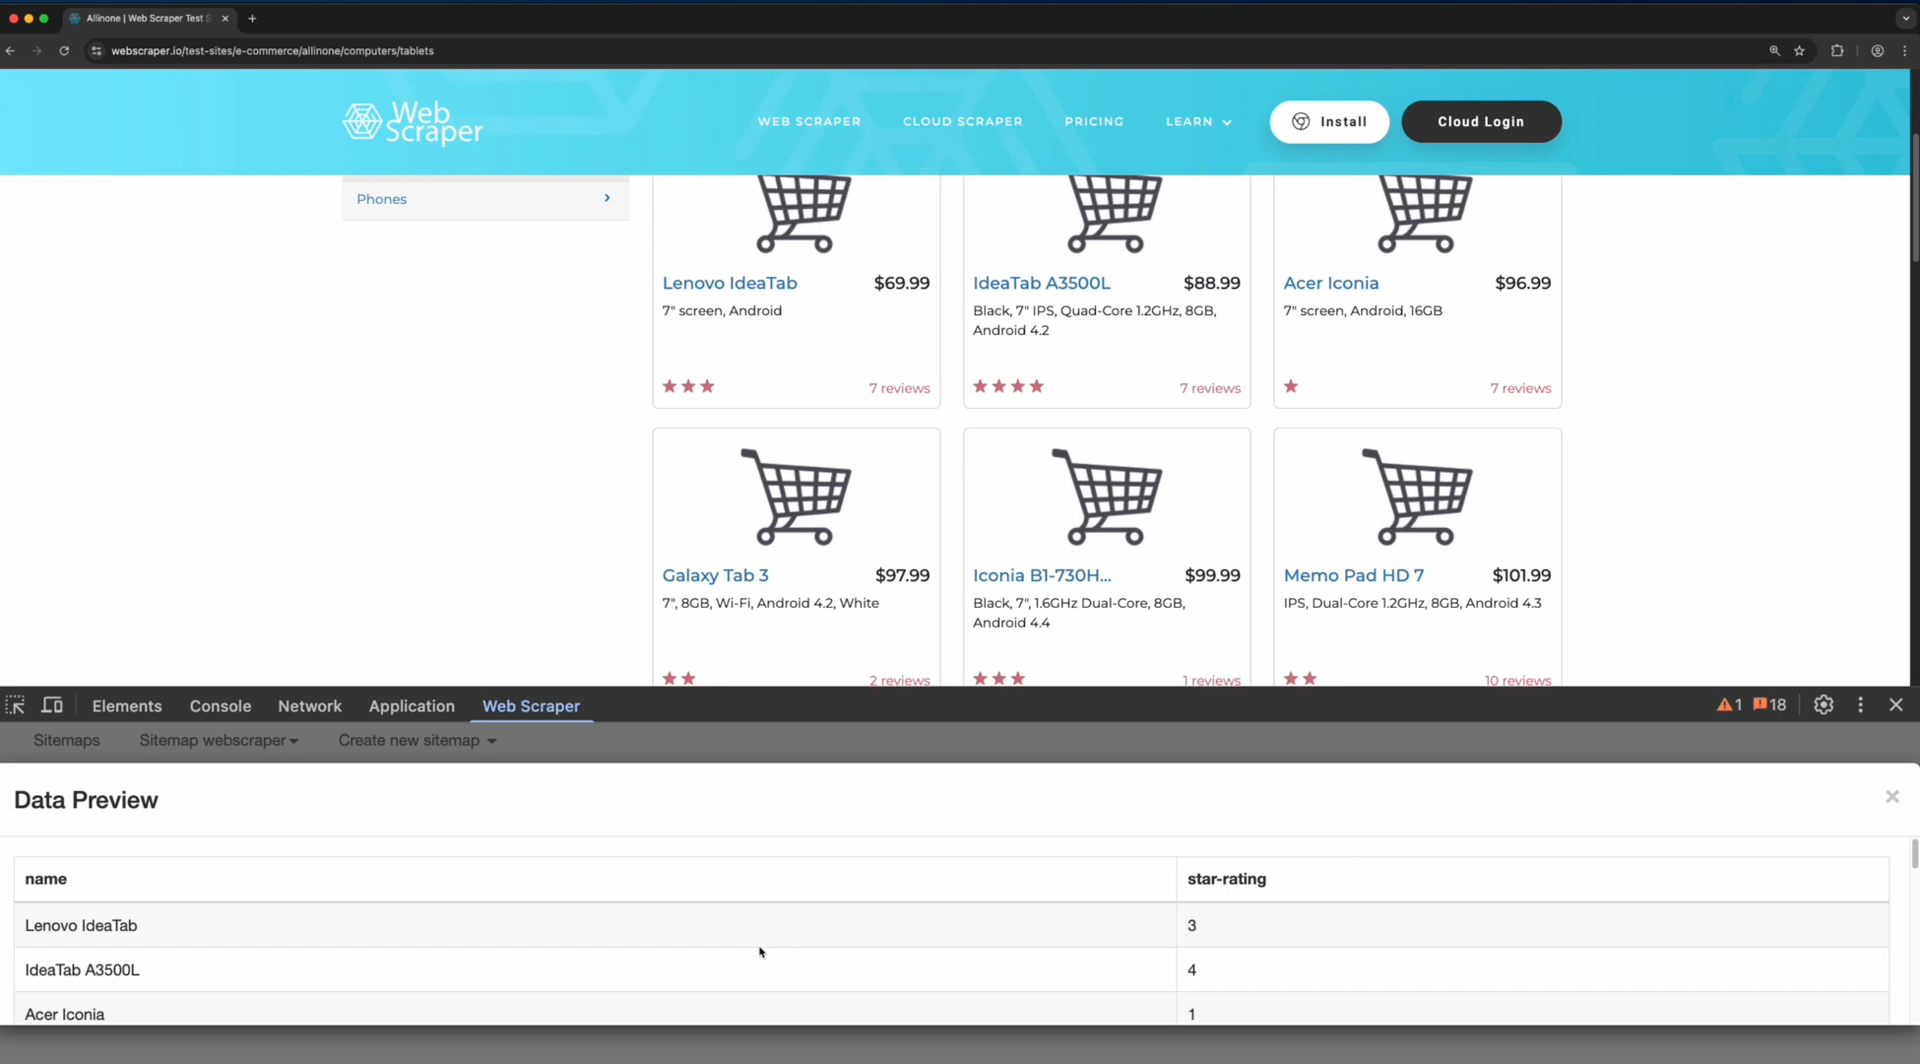 Allinone | Web Scraper Test S
webscraper.io/test-sites/e-commerce/allinone/computers/tablets
Web
Scraper
WEB SCRAPER
CLOUD SCRAPER
PRICING
LEARN
Install
Cloud Login
Phones
Lenovo IdeaTab $69.99
7" screen, Android
7 reviews
IdeaTab A3500L $88.99
Black, 7" IPS, Quad-Core 1.2GHz, 8GB,
Android 4.2
7 reviews
Acer Iconia $96.99
7" screen, Android, 16GB
7 reviews
Galaxy Tab 3 $97.99
7", 8GB, Wi-Fi, Android 4.2, White
2 reviews
Iconia B1-730H... $99.99
Black, 7", 1.6GHz Dual-Core, 8GB,
Android 4.4
1 reviews
Memo Pad HD 7 $101.99
IPS, Dual-Core 1.2GHz, 8GB, Android 4.3
10 reviews
Elements Console Network Application Web Scraper 1 18
Sitemaps Sitemap webscraper Create new sitemap
Data Preview
name star-rating
Lenovo IdeaTab 3
IdeaTab A3500L 4
Acer Iconia 1